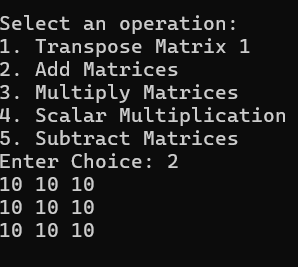 Select an operation:
1. Transpose Matrix 1
2. Add Matrices
3. Multiply Matrices
4. Scalar Multiplication
5. Subtract Matrices
Enter Choice: 2
10 10 10
10 10 10
10 10 10